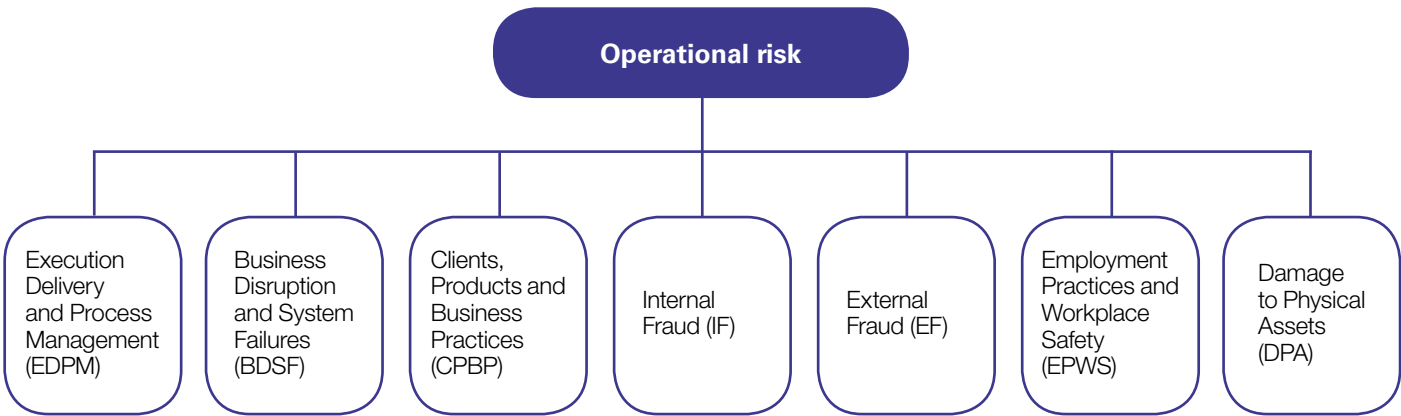 Operational risk
Execution
Delivery
and Process
Management
(EDPM)
Business
Disruption
and System
Failures
(BDSF)
Clients,
Products and
Business
Practices
(CPBP)
Internal
Fraud (IF)
External
Fraud (EF)
Employment
Practices and
Workplace
Safety
(EPWS)
Damage
to Physical
Assets
(DPA)